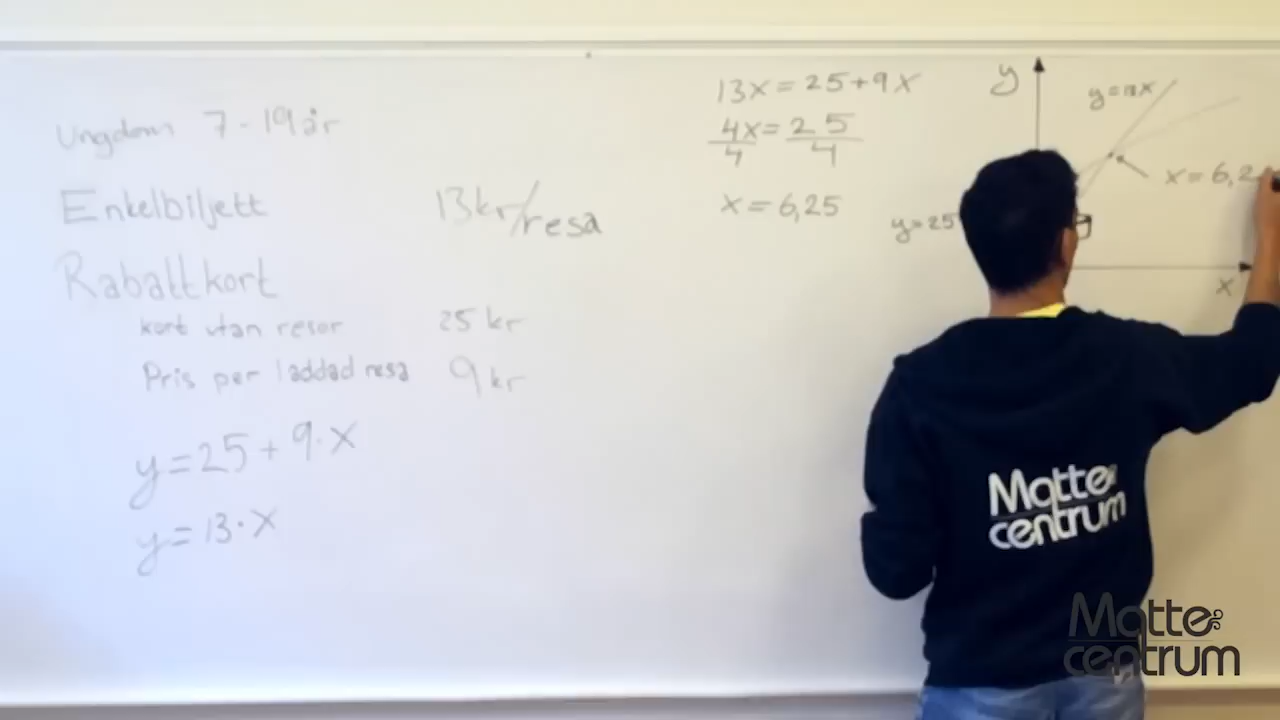 Ungdom 7-19 år
Enkelbiljett 13kr/resa
Rabattkort
kort utan resor 25 kr
Pris per laddad resa 9 kr
y=25+9·x
y=13·x
13x=25+9x
4x/4=25/4
x=6,25
y
x=6,2
y=25
x
Matte
centrum
Matte
centrum